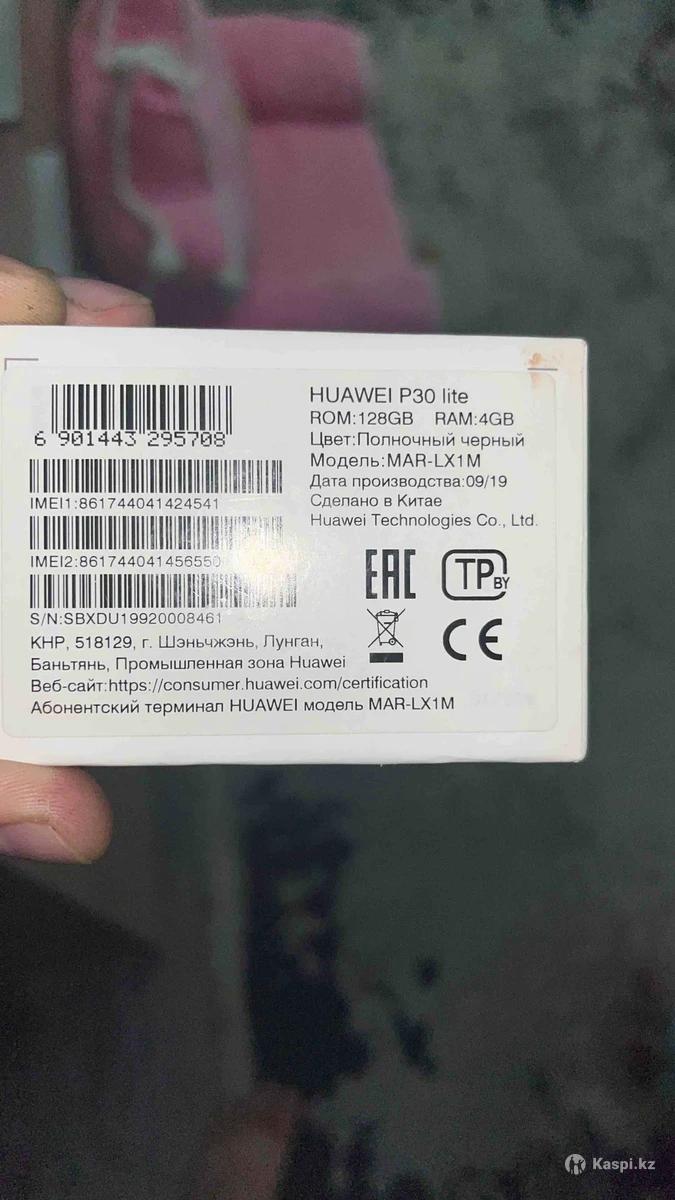 6 901443 295708
IMEI1:861744041424541
IMEI2:861744041456550
S/N:SBXDU19920008461
HUAWEI P30 lite
ROM:128GB RAM:4GB
Цвет:Полночный черный
Модель:MAR-LX1M
Дата производства:09/19
Сделано в Китае
Huawei Technologies Co., Ltd.
EAC
TP BY
CE
КНР, 518129, г. Шэньчжэнь, Лунган,
Баньтянь, Промышленная зона Huawei
Веб-сайт:https://consumer.huawei.com/certification
Абонентский терминал HUAWEI модель MAR-LX1M
Kaspi.kz